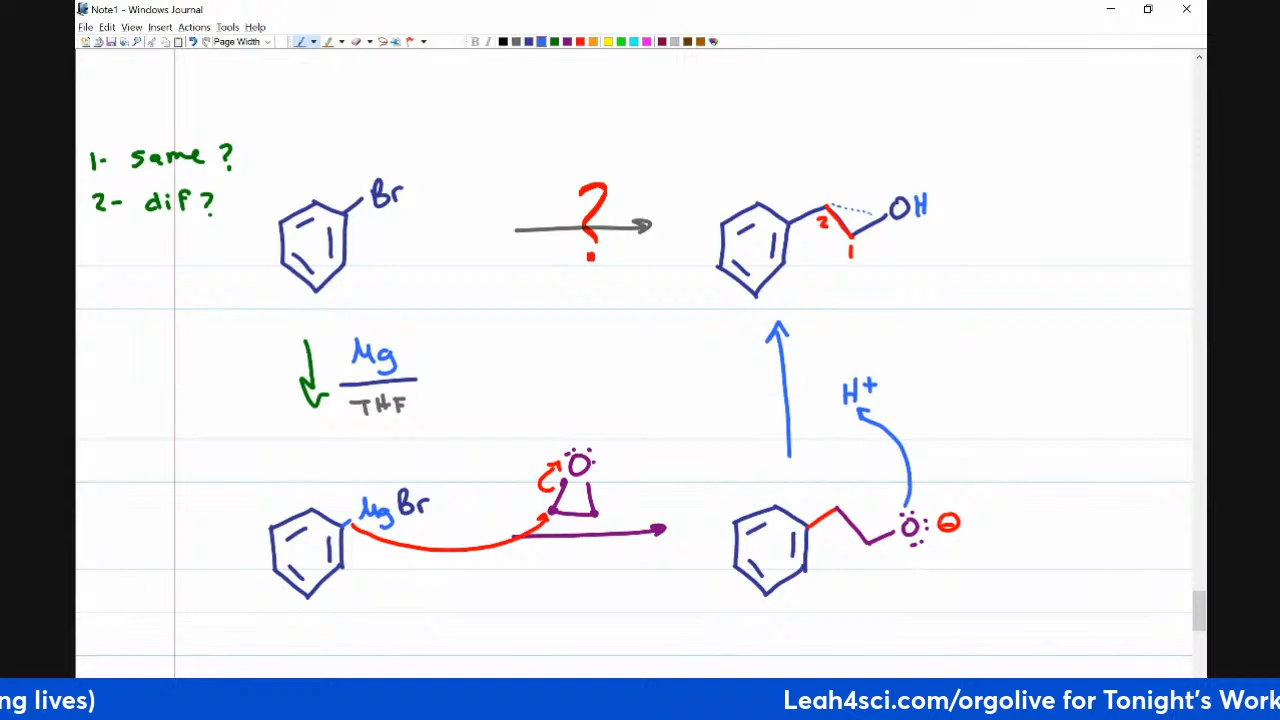 Note1 - Windows Journal
File Edit View Insert Actions Tools Help
Page Width
B I
1- same ?
2- dif ?
Br
?
OH
2
1
Mg
THF
H+
O
MgBr
O
Leah4sci.com/orgolive for Tonight's Work
ng lives)